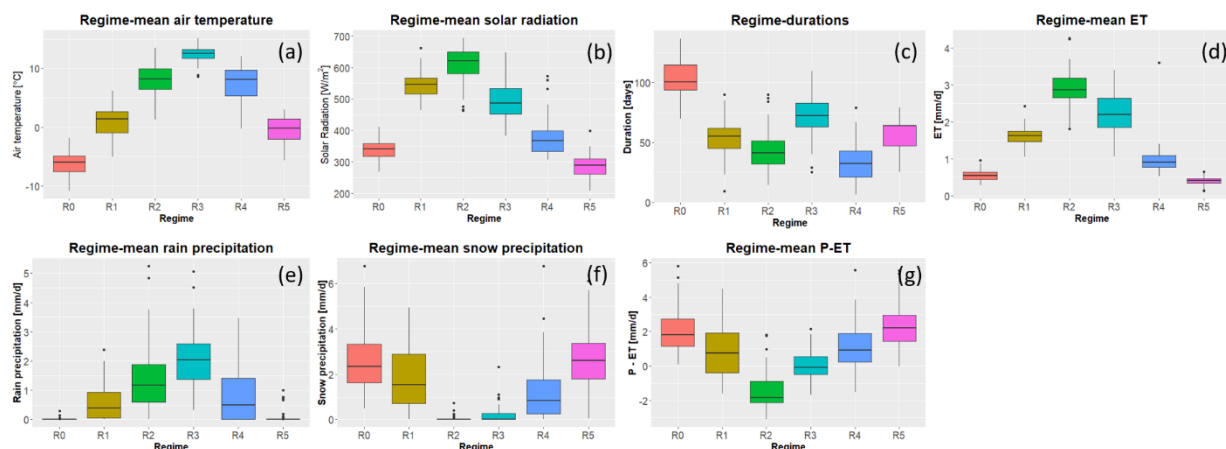 Regime-mean air temperature
(a)
Air temperature [°C]
10
0
-10
R0 R1 R2 R3 R4 R5
Regime
Regime-mean solar radiation
(b)
Solar Radiation [W/m²]
700
600
500
400
300
200
R0 R1 R2 R3 R4 R5
Regime
Regime-durations
(c)
Duration [days]
100
50
0
R0 R1 R2 R3 R4 R5
Regime
Regime-mean ET
(d)
ET [mm/d]
4
3
2
1
0
R0 R1 R2 R3 R4 R5
Regime
Regime-mean rain precipitation
(e)
Rain precipitation [mm/d]
5
4
3
2
1
0
R0 R1 R2 R3 R4 R5
Regime
Regime-mean snow precipitation
(f)
Snow precipitation [mm/d]
6
4
2
0
R0 R1 R2 R3 R4 R5
Regime
Regime-mean P-ET
(g)
P - ET [mm/d]
6
4
2
0
-2
R0 R1 R2 R3 R4 R5
Regime